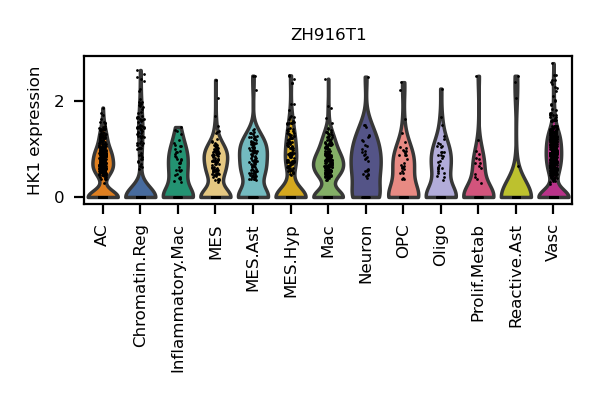 ZH916T1
HK1 expression
2
0
AC
Chromatin.Reg
Inflammatory.Mac
MES
MES.Ast
MES.Hyp
Mac
Neuron
OPC
Oligo
Prolif.Metab
Reactive.Ast
Vasc